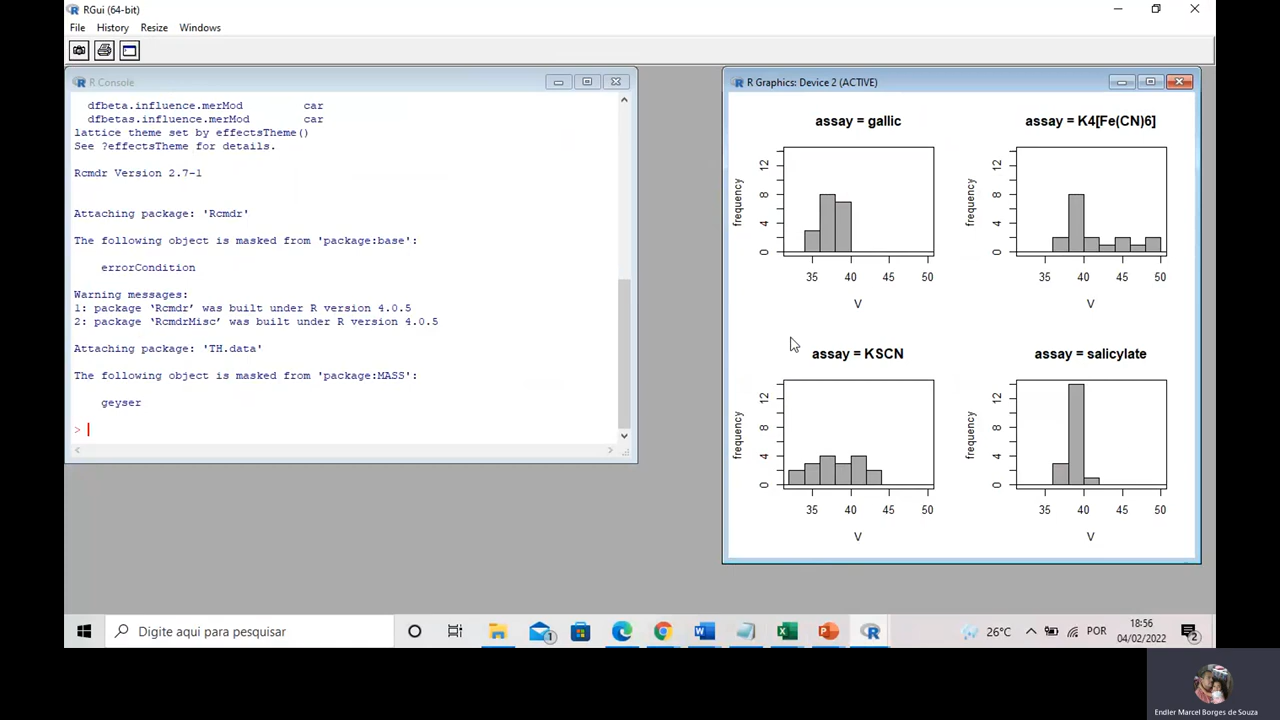 RGui (64-bit)
File History Resize Windows
R Console
dfbeta.influence.merMod car
dfbetas.influence.merMod car
lattice theme set by effectsTheme()
See ?effectsTheme for details.
Rcmdr Version 2.7-1
Attaching package: 'Rcmdr'
The following object is masked from 'package:base':
errorCondition
Warning messages:
1: package ‘Rcmdr’ was built under R version 4.0.5
2: package ‘RcmdrMisc’ was built under R version 4.0.5
Attaching package: 'TH.data'
The following object is masked from 'package:MASS':
geyser
>
R Graphics: Device 2 (ACTIVE)
assay = gallic
frequency
12
8
4
0
35 40 45 50
V
assay = K4[Fe(CN)6]
frequency
12
8
4
0
35 40 45 50
V
assay = KSCN
frequency
12
8
4
0
35 40 45 50
V
assay = salicylate
frequency
12
8
4
0
35 40 45 50
V
Digite aqui para pesquisar
1
26°C
POR
18:56
04/02/2022
2
Endler Marcel Borges de Souza